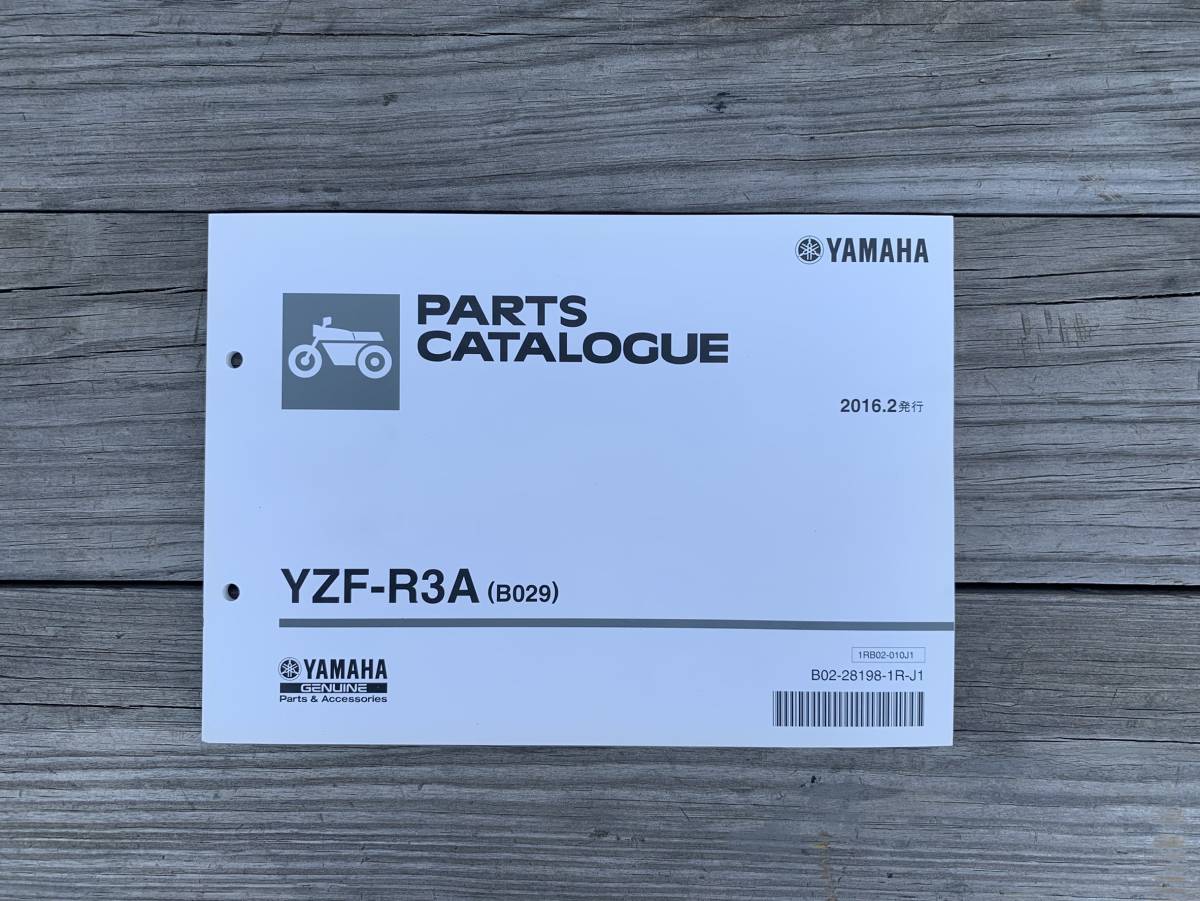 YAMAHA
PARTS
CATALOGUE
2016.2発行
YZF-R3A (B029)
1RB02-010J1
B02-28198-1R-J1
YAMAHA
GENUINE
Parts & Accessories